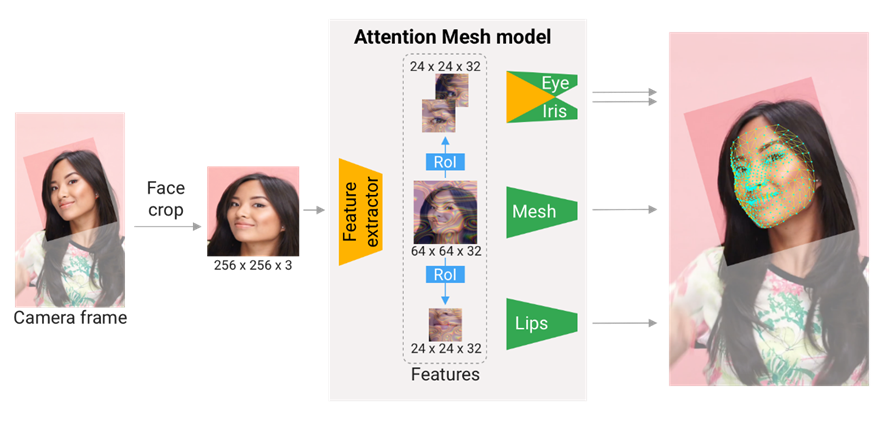 Attention Mesh model
24 x 24 x 32
Eye
Iris
RoI
Face
crop
Feature
extractor
Mesh
64 x 64 x 32
256 x 256 x 3
RoI
Camera frame
Lips
24 x 24 x 32
Features